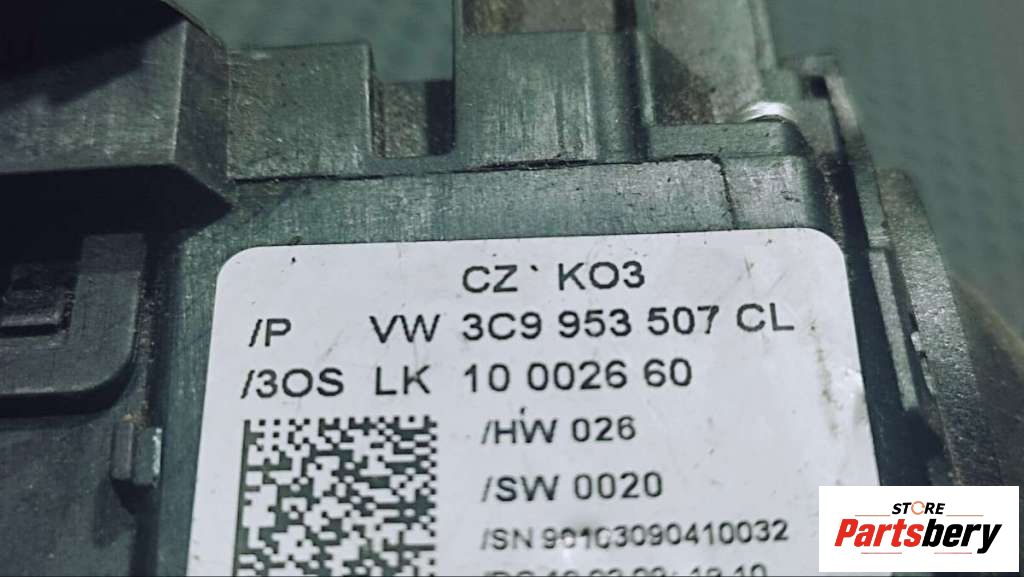 CZ KO3
/P VW 3C9 953 507 CL
/3OS LK 10 0026 60
/HW 026
/SW 0020
/SN 90103090410032
STORE
Partsbery